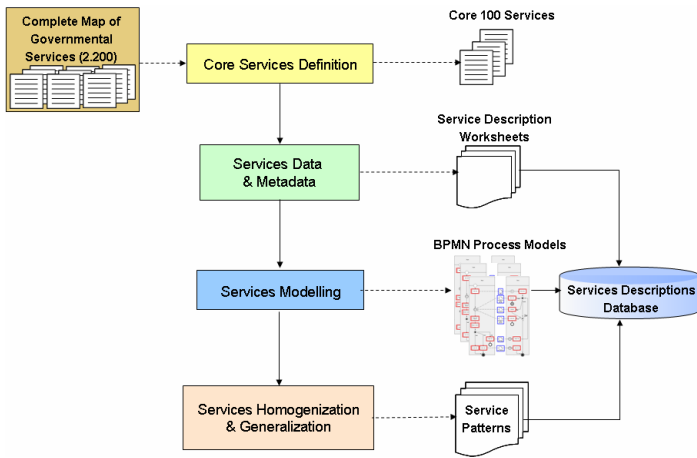 Complete Map of
Governmental
Services (2.200)
Core 100 Services
Core Services Definition
Service Description
Worksheets
Services Data
& Metadata
BPMN Process Models
Services Modelling
Services Descriptions
Database
Services Homogenization
& Generalization
Service
Patterns